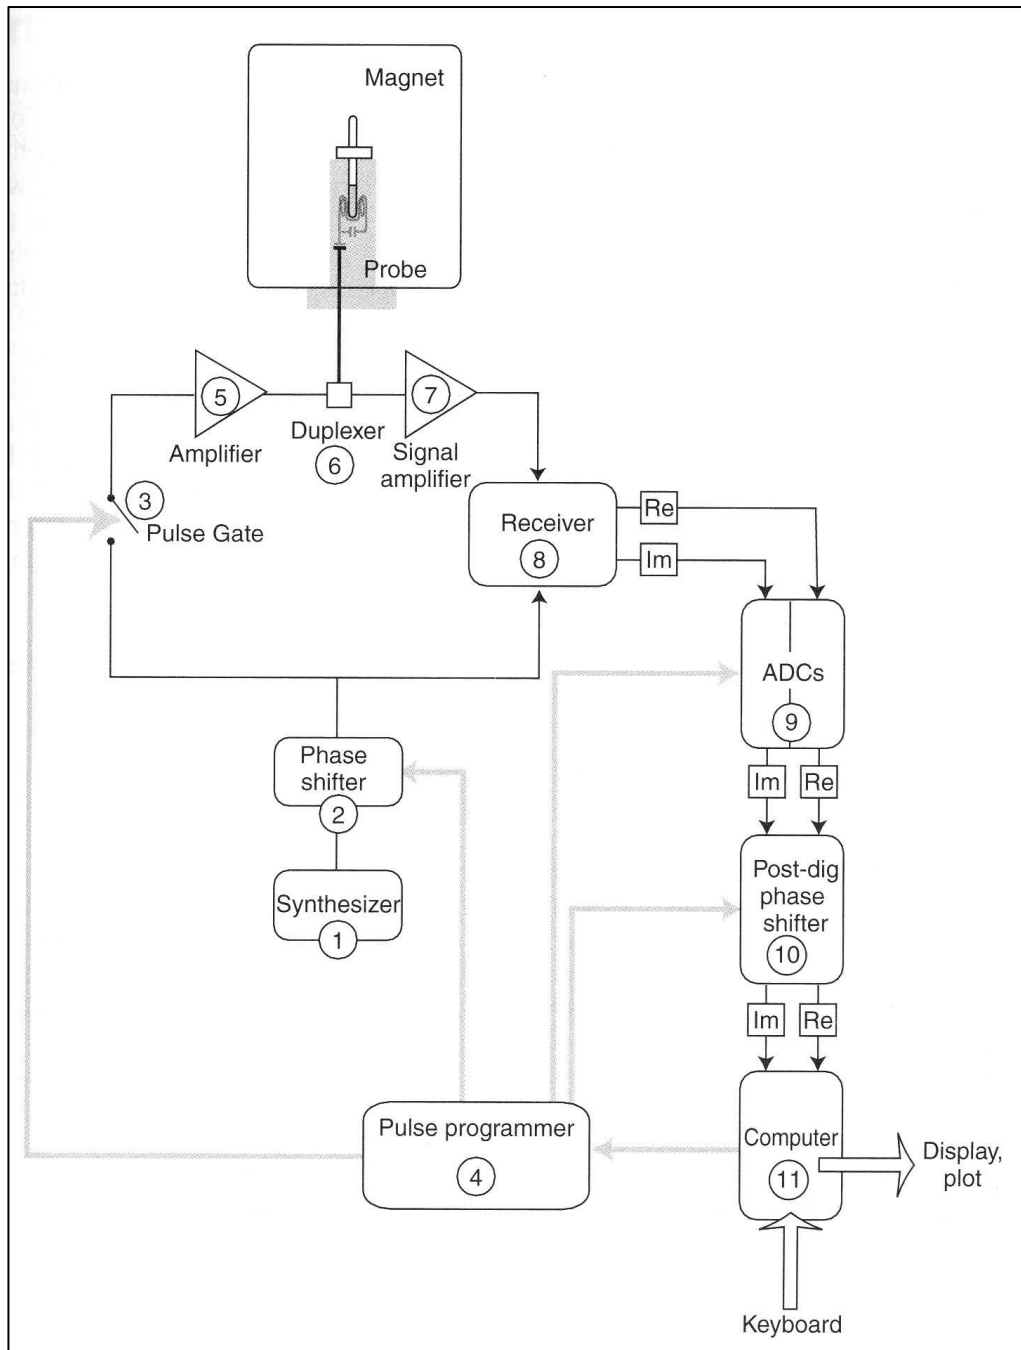 Magnet
Probe
5
Amplifier
Duplexer
6
7
Signal
amplifier
3
Pulse Gate
Receiver
8
Re
Im
ADCs
9
Im
Re
Phase
shifter
2
Synthesizer
1
Post-dig
phase
shifter
10
Im
Re
Pulse programmer
4
Computer
11
Display,
plot
Keyboard